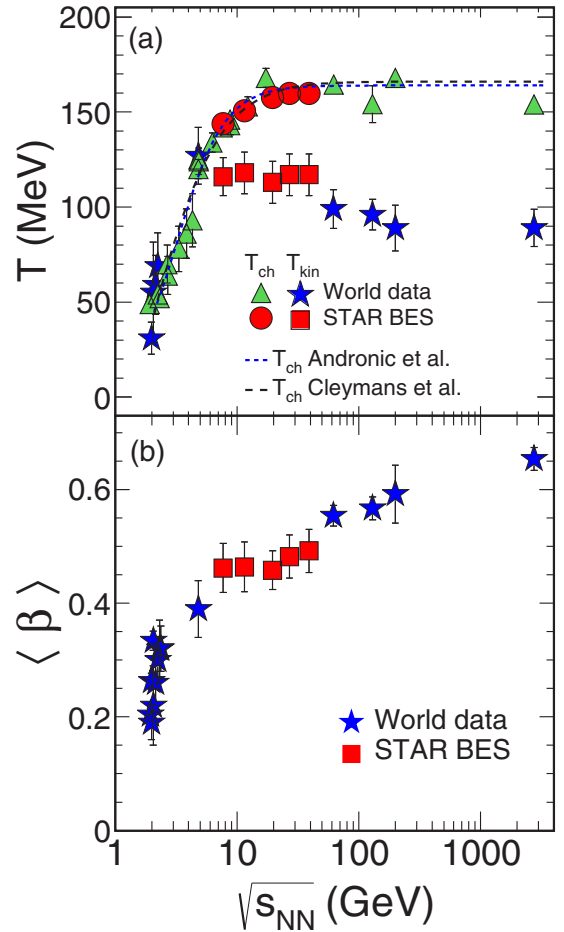 (a)
200
150
100
50
0
T (MeV)
T_ch T_kin
World data
STAR BES
T_ch Andronic et al.
T_ch Cleymans et al.
(b)
0.6
0.4
0.2
0
⟨ β ⟩
World data
STAR BES
1 10 100 1000
√s_NN (GeV)